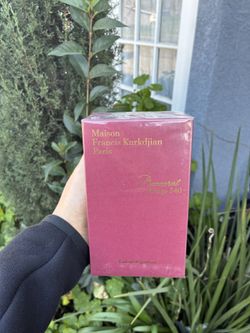 Maison
Francis Kurkdjian
Paris
Baccarat
Rouge 540